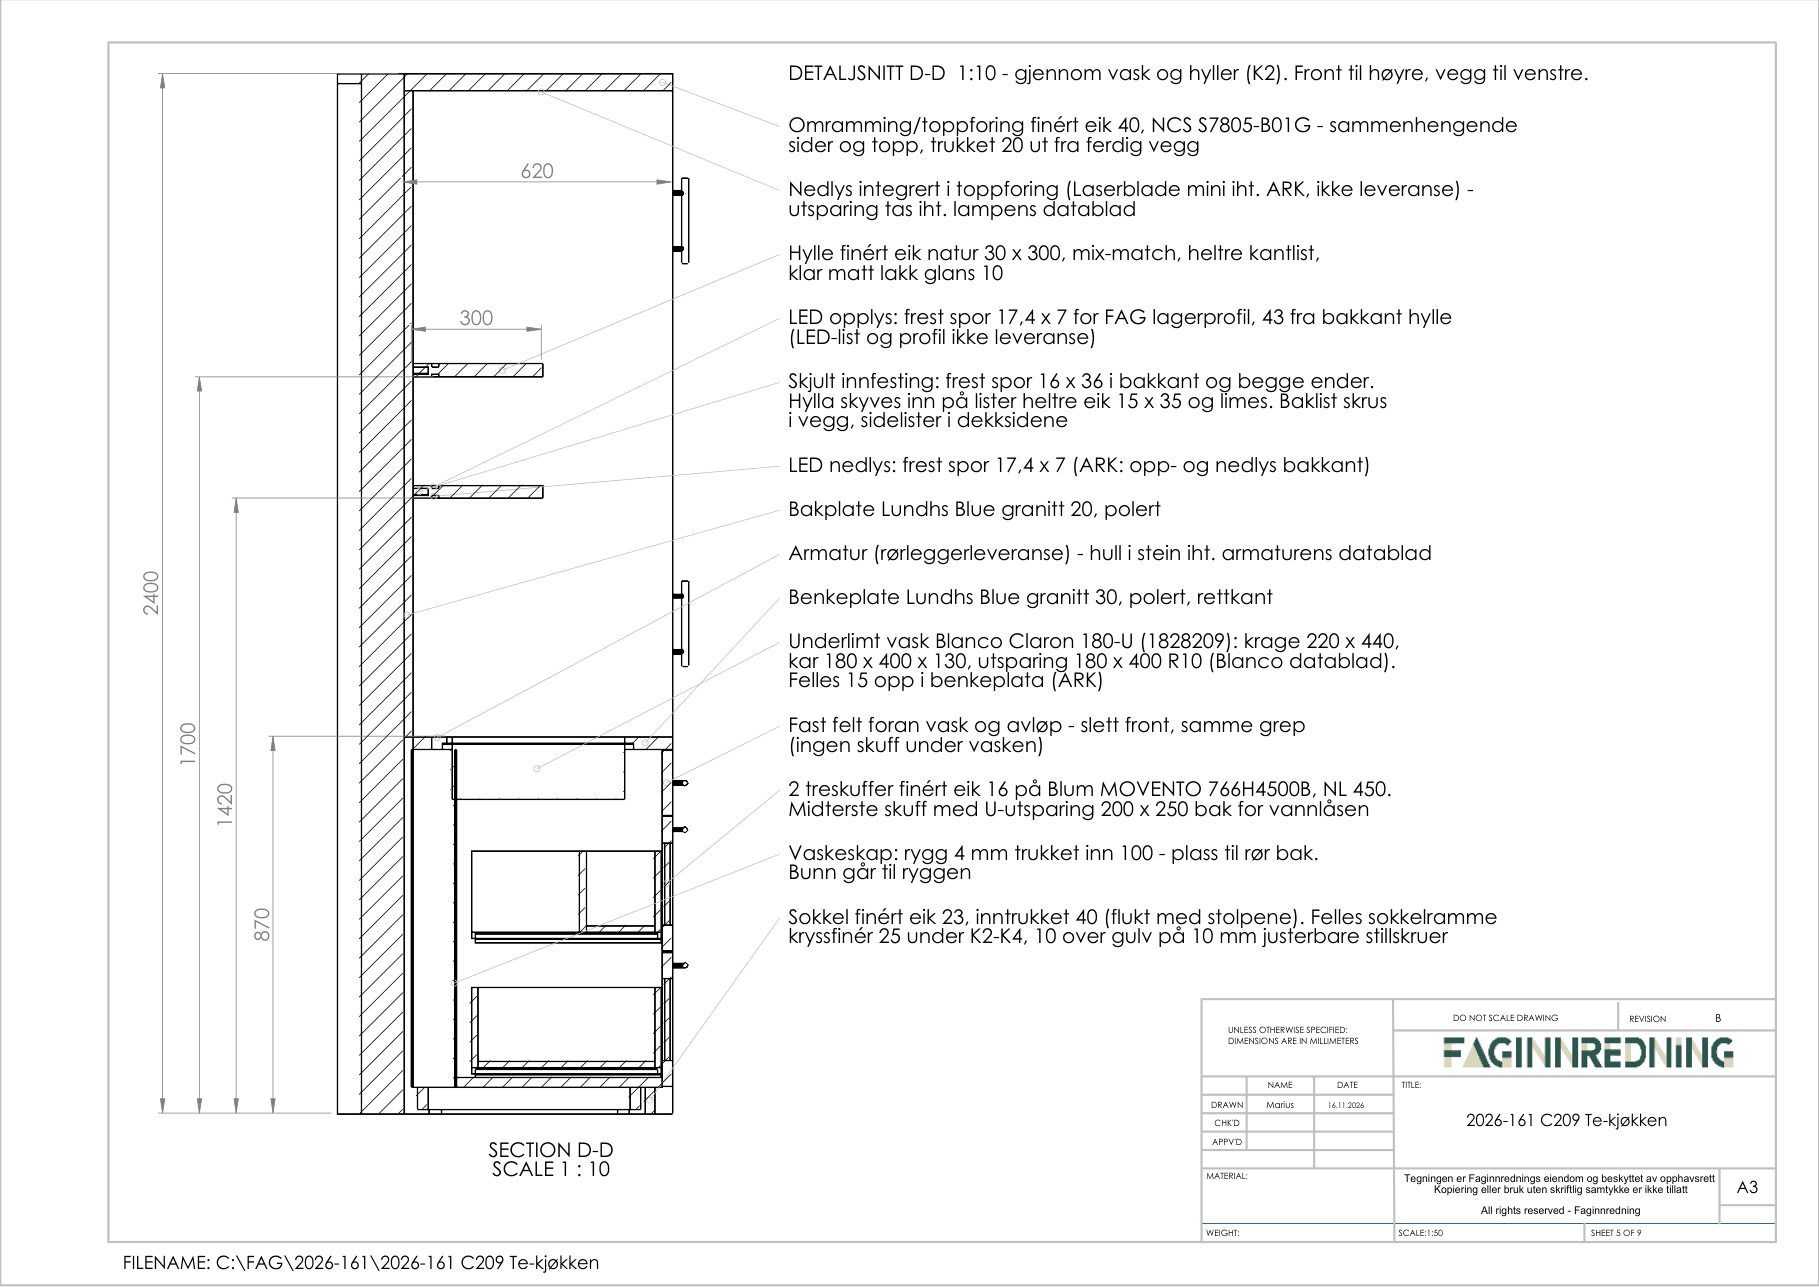 DETALJSNITT D-D  1:10 - gjennom vask og hyller (K2). Front til høyre, vegg til venstre.
Omramming/toppforing finért eik 40, NCS S7805-B01G - sammenhengende
sider og topp, trukket 20 ut fra ferdig vegg
Nedlys integrert i toppforing (Laserblade mini iht. ARK, ikke leveranse) -
utsparing tas iht. lampens datablad
Hylle finért eik natur 30 x 300, mix-match, heltre kantlist,
klar matt lakk glans 10
LED opplys: frest spor 17,4 x 7 for FAG lagerprofil, 43 fra bakkant hylle
(LED-list og profil ikke leveranse)
Skjult innfesting: frest spor 16 x 36 i bakkant og begge ender.
Hylla skyves inn på lister heltre eik 15 x 35 og limes. Baklist skrus
i vegg, sidelister i dekksidene
LED nedlys: frest spor 17,4 x 7 (ARK: opp- og nedlys bakkant)
Bakplate Lundhs Blue granitt 20, polert
Armatur (rørleggerleveranse) - hull i stein iht. armaturens datablad
Benkeplate Lundhs Blue granitt 30, polert, rettkant
Underlimt vask Blanco Claron 180-U (1828209): krage 220 x 440,
kar 180 x 400 x 130, utsparing 180 x 400 R10 (Blanco datablad).
Felles 15 opp i benkeplata (ARK)
Fast felt foran vask og avløp - slett front, samme grep
(ingen skuff under vasken)
2 treskuffer finért eik 16 på Blum MOVENTO 766H4500B, NL 450.
Midterste skuff med U-utsparing 200 x 250 bak for vannlåsen
Vaskeskap: rygg 4 mm trukket inn 100 - plass til rør bak.
Bunn går til ryggen
Sokkel finért eik 23, inntrukket 40 (flukt med stolpene). Felles sokkelramme
kryssfinér 25 under K2-K4, 10 over gulv på 10 mm justerbare stillskruer
620
300
2400
1700
1420
870
SECTION D-D
SCALE 1 : 10
UNLESS OTHERWISE SPECIFIED:
DIMENSIONS ARE IN MILLIMETERS
DO NOT SCALE DRAWING
REVISION
B
FAGINNREDNING
NAME
DATE
DRAWN
Marius
16.11.2026
CHK'D
APPV'D
TITLE:
2026-161 C209 Te-kjøkken
MATERIAL:
Tegningen er Faginnrednings eiendom og beskyttet av opphavsrett
Kopiering eller bruk uten skriftlig samtykke er ikke tillatt
All rights reserved - Faginnredning
A3
WEIGHT:
SCALE:1:50
SHEET 5 OF 9
FILENAME: C:\FAG\2026-161\2026-161 C209 Te-kjøkken